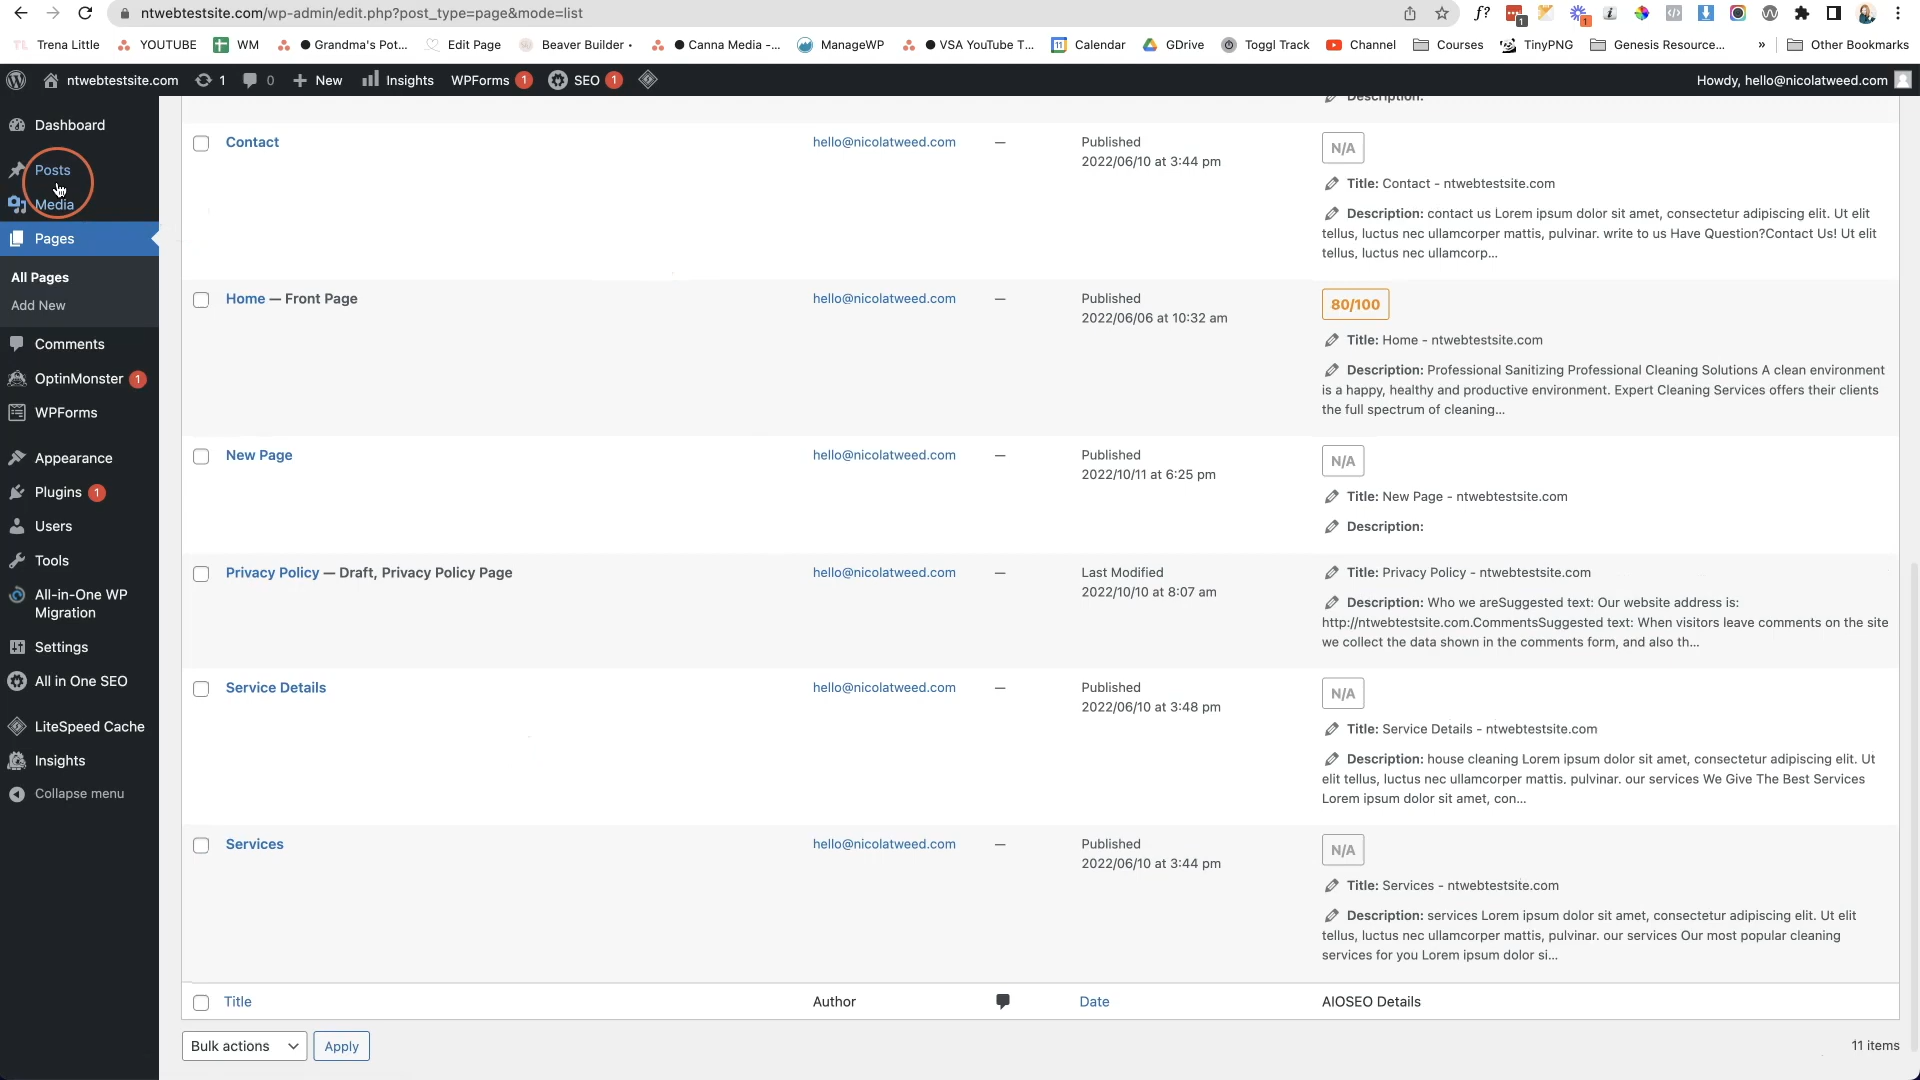 ntwebtestsite.com/wp-admin/edit.php?post_type=page&mode=list
f?
1
1
TL Trena Little
YOUTUBE
WM
Grandma's Pot...
Edit Page
Beaver Builder •
Canna Media -...
ManageWP
VSA YouTube T...
Calendar
GDrive
Toggl Track
Channel
Courses
TinyPNG
Genesis Resource...
»
Other Bookmarks
ntwebtestsite.com
1
0
New
Insights
WPForms 1
SEO 1
Howdy, hello@nicolatweed.com
Dashboard
Posts
Media
Pages
All Pages
Add New
Comments
OptinMonster 1
WPForms
Appearance
Plugins 1
Users
Tools
All-in-One WP
Migration
Settings
All in One SEO
LiteSpeed Cache
Insights
Collapse menu
Description:
Contact
hello@nicolatweed.com
—
Published
2022/06/10 at 3:44 pm
N/A
Title: Contact - ntwebtestsite.com
Description: contact us Lorem ipsum dolor sit amet, consectetur adipiscing elit. Ut elit
tellus, luctus nec ullamcorper mattis, pulvinar. write to us Have Question?Contact Us! Ut elit
tellus, luctus nec ullamcorp...
Home — Front Page
hello@nicolatweed.com
—
Published
2022/06/06 at 10:32 am
80/100
Title: Home - ntwebtestsite.com
Description: Professional Sanitizing Professional Cleaning Solutions A clean environment
is a happy, healthy and productive environment. Expert Cleaning Services offers their clients
the full spectrum of cleaning...
New Page
hello@nicolatweed.com
—
Published
2022/10/11 at 6:25 pm
N/A
Title: New Page - ntwebtestsite.com
Description:
Privacy Policy — Draft, Privacy Policy Page
hello@nicolatweed.com
—
Last Modified
2022/10/10 at 8:07 am
Title: Privacy Policy - ntwebtestsite.com
Description: Who we areSuggested text: Our website address is:
http://ntwebtestsite.com.CommentsSuggested text: When visitors leave comments on the site
we collect the data shown in the comments form, and also th...
Service Details
hello@nicolatweed.com
—
Published
2022/06/10 at 3:48 pm
N/A
Title: Service Details - ntwebtestsite.com
Description: house cleaning Lorem ipsum dolor sit amet, consectetur adipiscing elit. Ut
elit tellus, luctus nec ullamcorper mattis. pulvinar. our services We Give The Best Services
Lorem ipsum dolor sit amet, con...
Services
hello@nicolatweed.com
—
Published
2022/06/10 at 3:44 pm
N/A
Title: Services - ntwebtestsite.com
Description: services Lorem ipsum dolor sit amet, consectetur adipiscing elit. Ut elit
tellus, luctus nec ullamcorper mattis, pulvinar. our services Our most popular cleaning
services for you Lorem ipsum dolor si...
Title
Author
Date
AIOSEO Details
Bulk actions
Apply
11 items